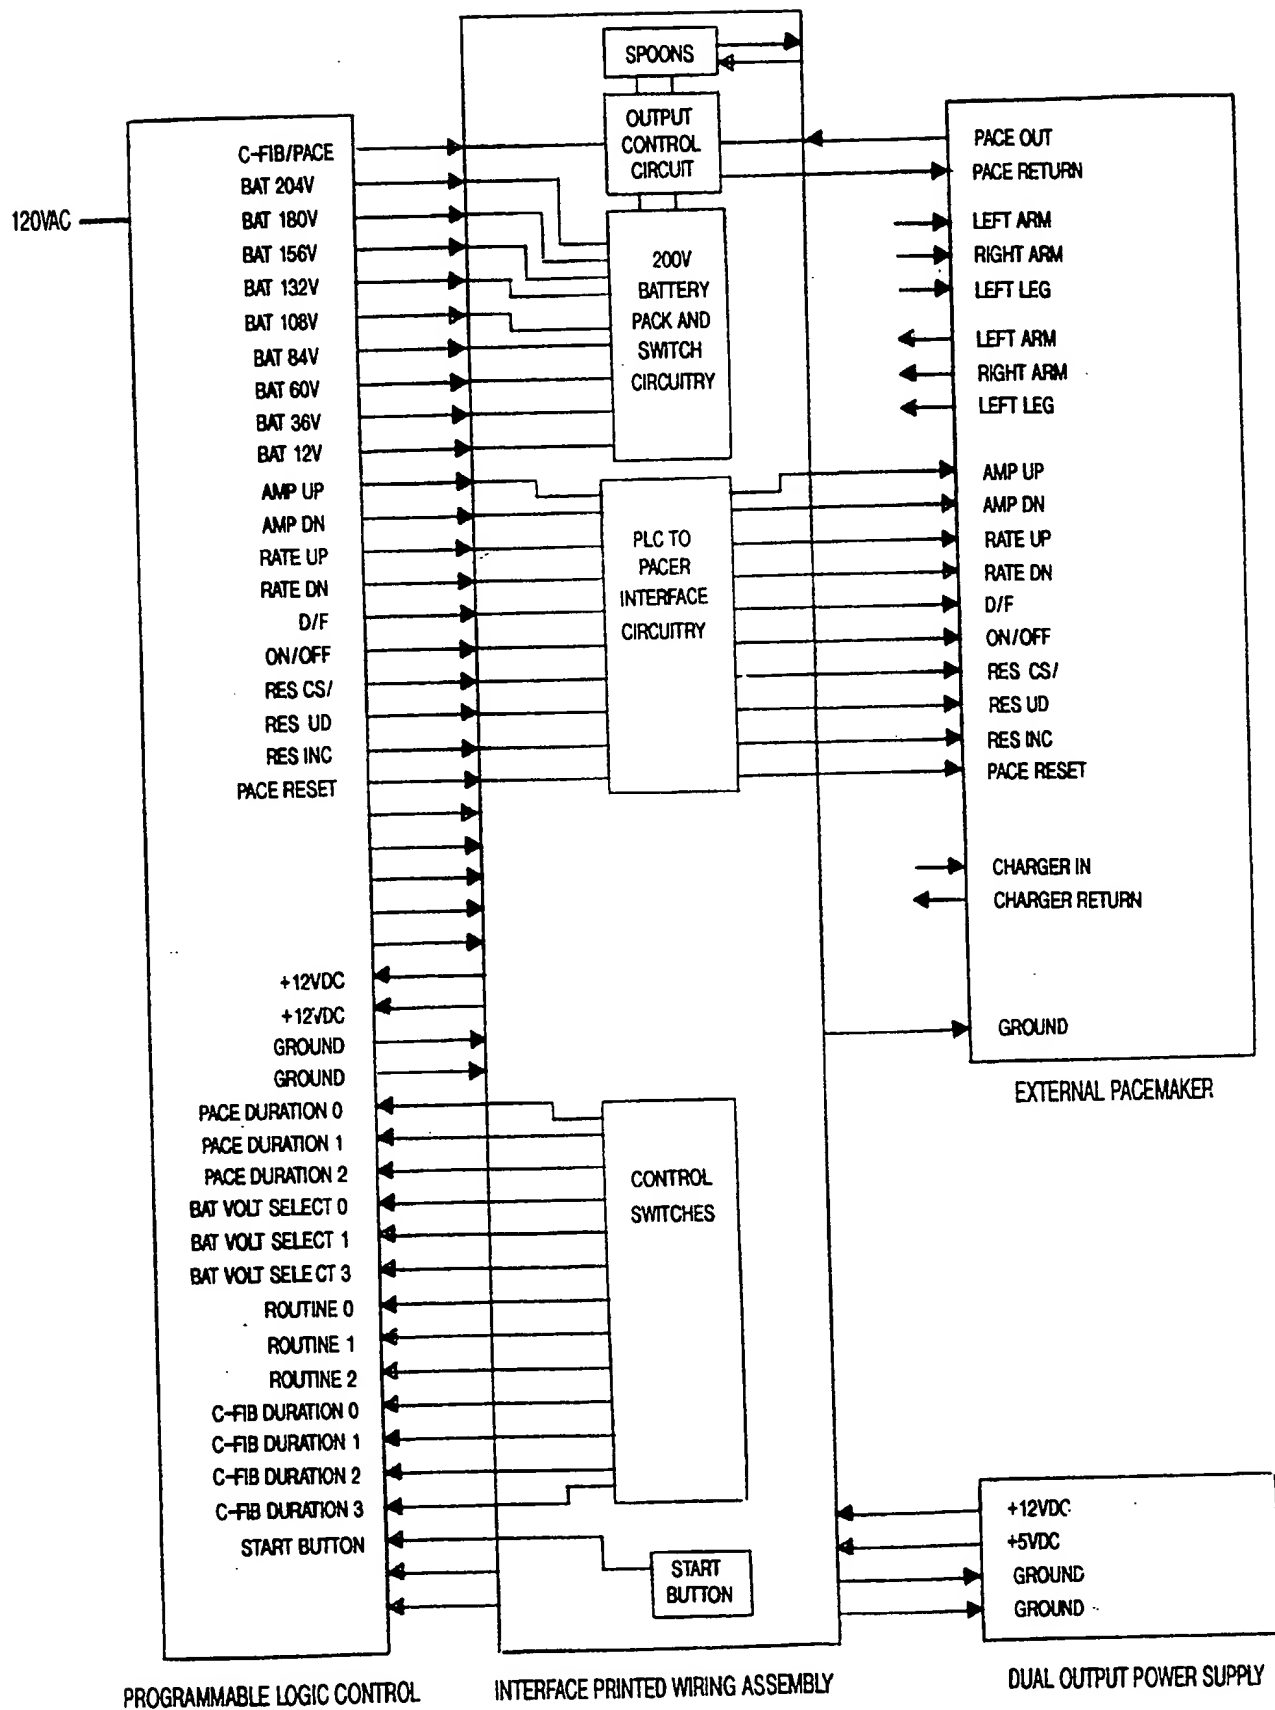 120VAC
C-FIB/PACE
BAT 204V
BAT 180V
BAT 156V
BAT 132V
BAT 108V
BAT 84V
BAT 60V
BAT 36V
BAT 12V
AMP UP
AMP DN
RATE UP
RATE DN
D/F
ON/OFF
RES CS/
RES UD
RES INC
PACE RESET
+12VDC
+12VDC
GROUND
GROUND
PACE DURATION 0
PACE DURATION 1
PACE DURATION 2
BAT VOLT SELECT 0
BAT VOLT SELECT 1
BAT VOLT SELECT 3
ROUTINE 0
ROUTINE 1
ROUTINE 2
C-FIB DURATION 0
C-FIB DURATION 1
C-FIB DURATION 2
C-FIB DURATION 3
START BUTTON
PROGRAMMABLE LOGIC CONTROL
SPOONS
OUTPUT
CONTROL
CIRCUIT
200V
BATTERY
PACK AND
SWITCH
CIRCUITRY
PLC TO
PACER
INTERFACE
CIRCUITRY
CONTROL
SWITCHES
START
BUTTON
INTERFACE PRINTED WIRING ASSEMBLY
PACE OUT
PACE RETURN
LEFT ARM
RIGHT ARM
LEFT LEG
LEFT ARM
RIGHT ARM
LEFT LEG
AMP UP
AMP DN
RATE UP
RATE DN
D/F
ON/OFF
RES CS/
RES UD
RES INC
PACE RESET
CHARGER IN
CHARGER RETURN
GROUND
EXTERNAL PACEMAKER
+12VDC
+5VDC
GROUND
GROUND
DUAL OUTPUT POWER SUPPLY